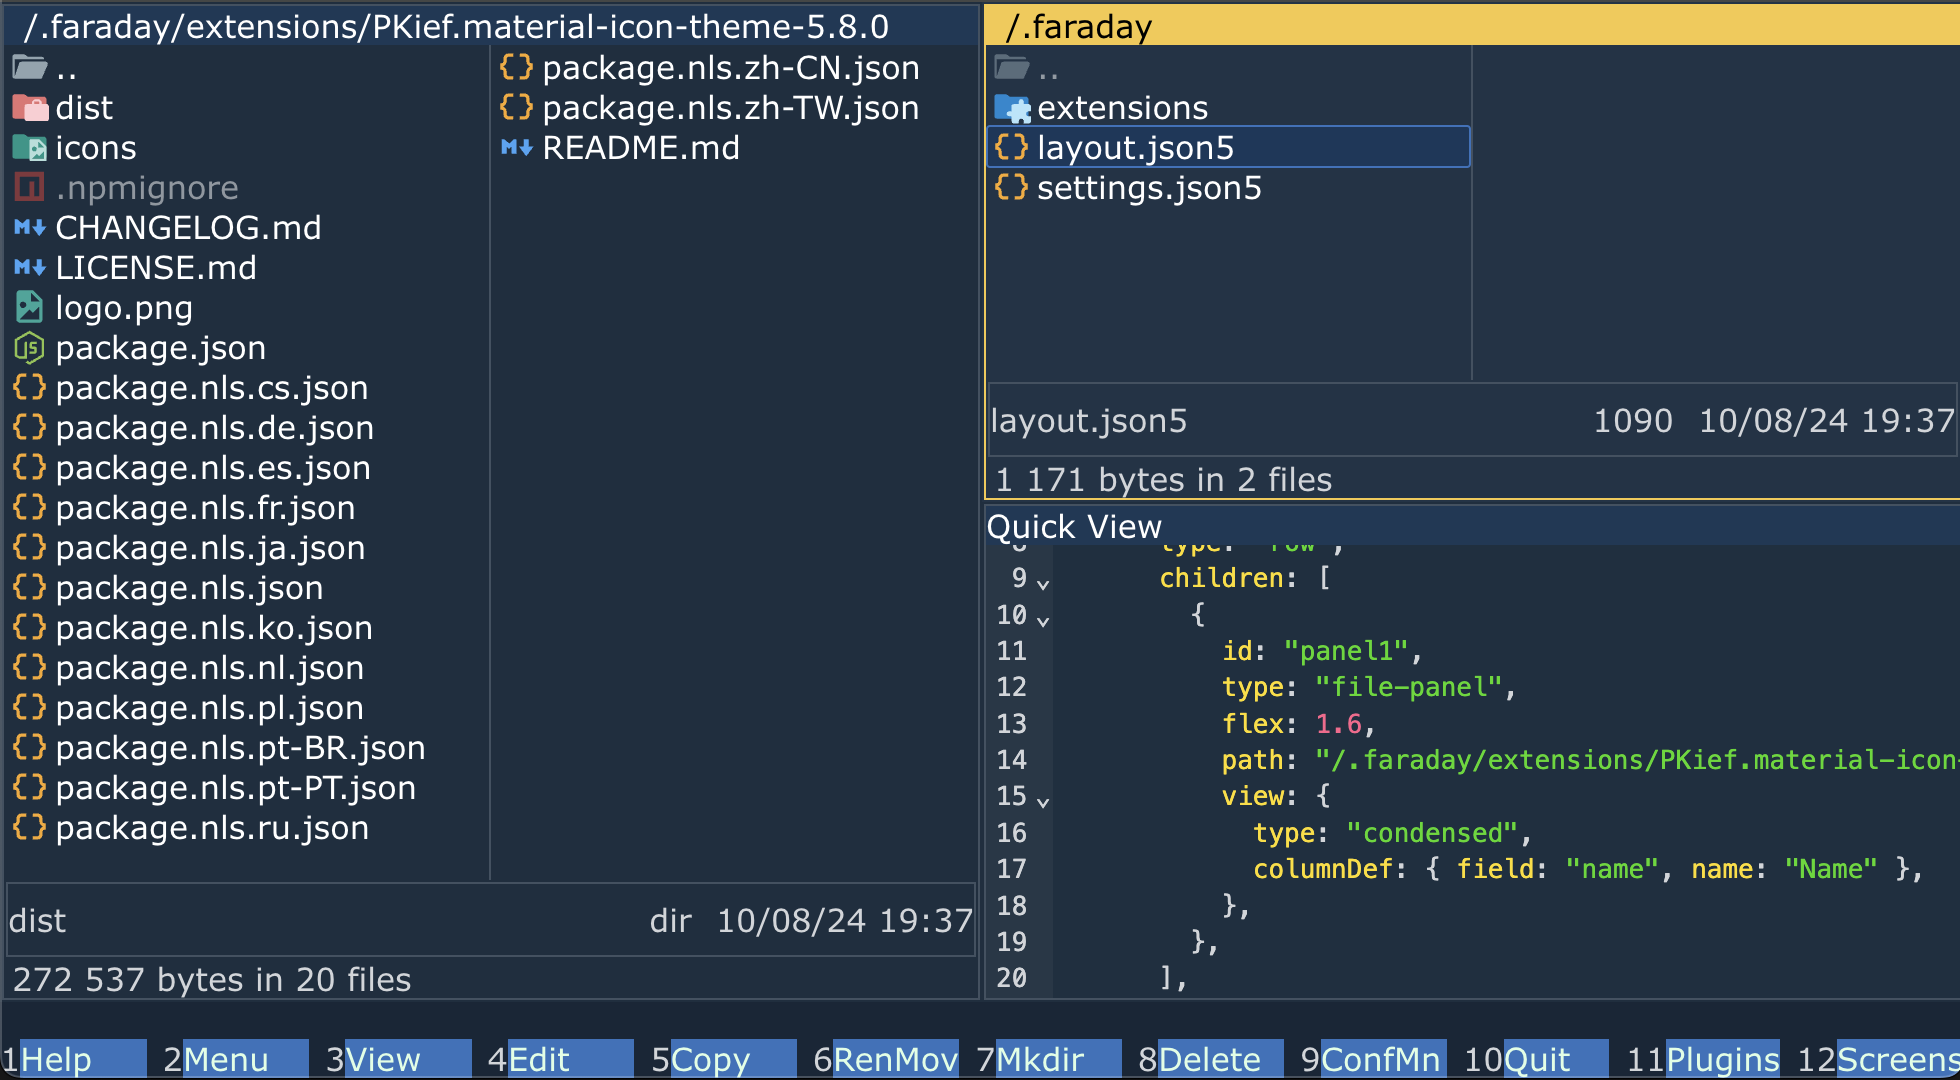 /.faraday/extensions/PKief.material-icon-theme-5.8.0
..
dist
icons
.npmignore
CHANGELOG.md
LICENSE.md
logo.png
package.json
package.nls.cs.json
package.nls.de.json
package.nls.es.json
package.nls.fr.json
package.nls.ja.json
package.nls.json
package.nls.ko.json
package.nls.nl.json
package.nls.pl.json
package.nls.pt-BR.json
package.nls.pt-PT.json
package.nls.ru.json
package.nls.zh-CN.json
package.nls.zh-TW.json
README.md
dist dir 10/08/24 19:37
272 537 bytes in 20 files
/.faraday
..
extensions
layout.json5
settings.json5
layout.json5 1090 10/08/24 19:37
1 171 bytes in 2 files
Quick View
8 type: "row",
9 children: [
10 {
11 id: "panel1",
12 type: "file-panel",
13 flex: 1.6,
14 path: "/.faraday/extensions/PKief.material-icon-
15 view: {
16 type: "condensed",
17 columnDef: { field: "name", name: "Name" },
18 },
19 },
20 ],
1Help 2Menu 3View 4Edit 5Copy 6RenMov 7Mkdir 8Delete 9ConfMn 10Quit 11Plugins 12Screens